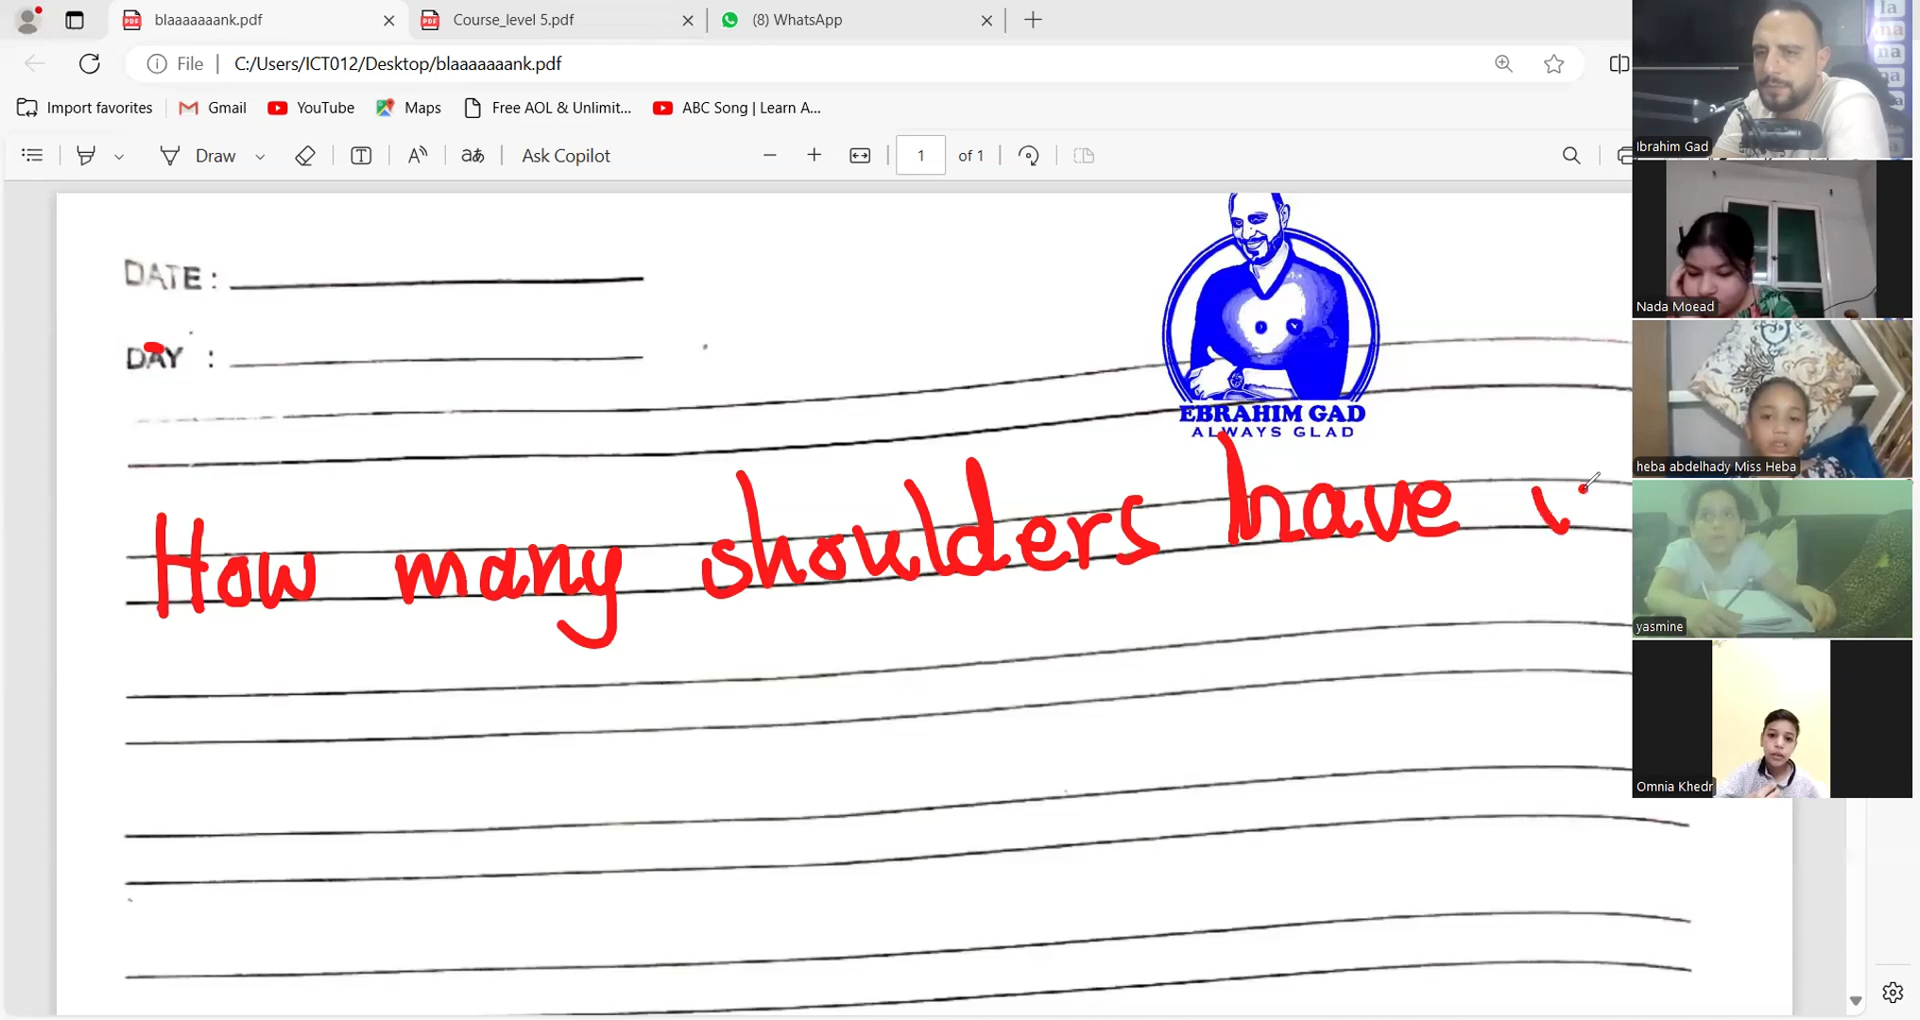 blaaaaaaank.pdf
Course_level 5.pdf
(8) WhatsApp
File
C:/Users/ICT012/Desktop/blaaaaaaank.pdf
Import favorites
Gmail
YouTube
Maps
Free AOL & Unlimit...
ABC Song | Learn A...
Draw
Ask Copilot
1
of 1
DATE :
DAY :
EBRAHIM GAD
ALWAYS GLAD
How many shoulders have
Ibrahim Gad
Nada Moead
heba abdelhady Miss Heba
yasmine
Omnia Khedr